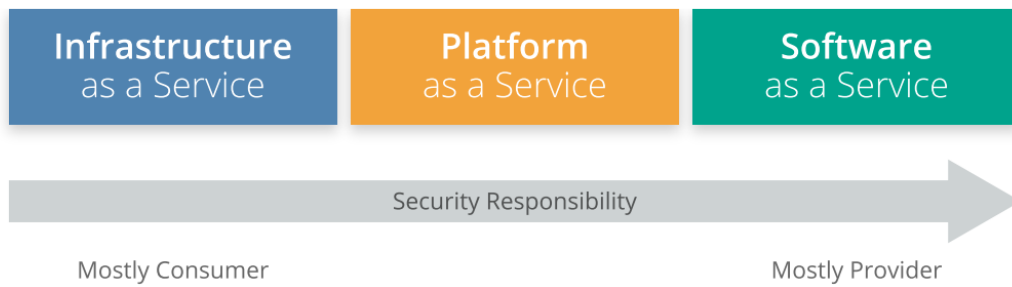 Infrastructure
as a Service
Platform
as a Service
Software
as a Service
Security Responsibility
Mostly Consumer
Mostly Provider